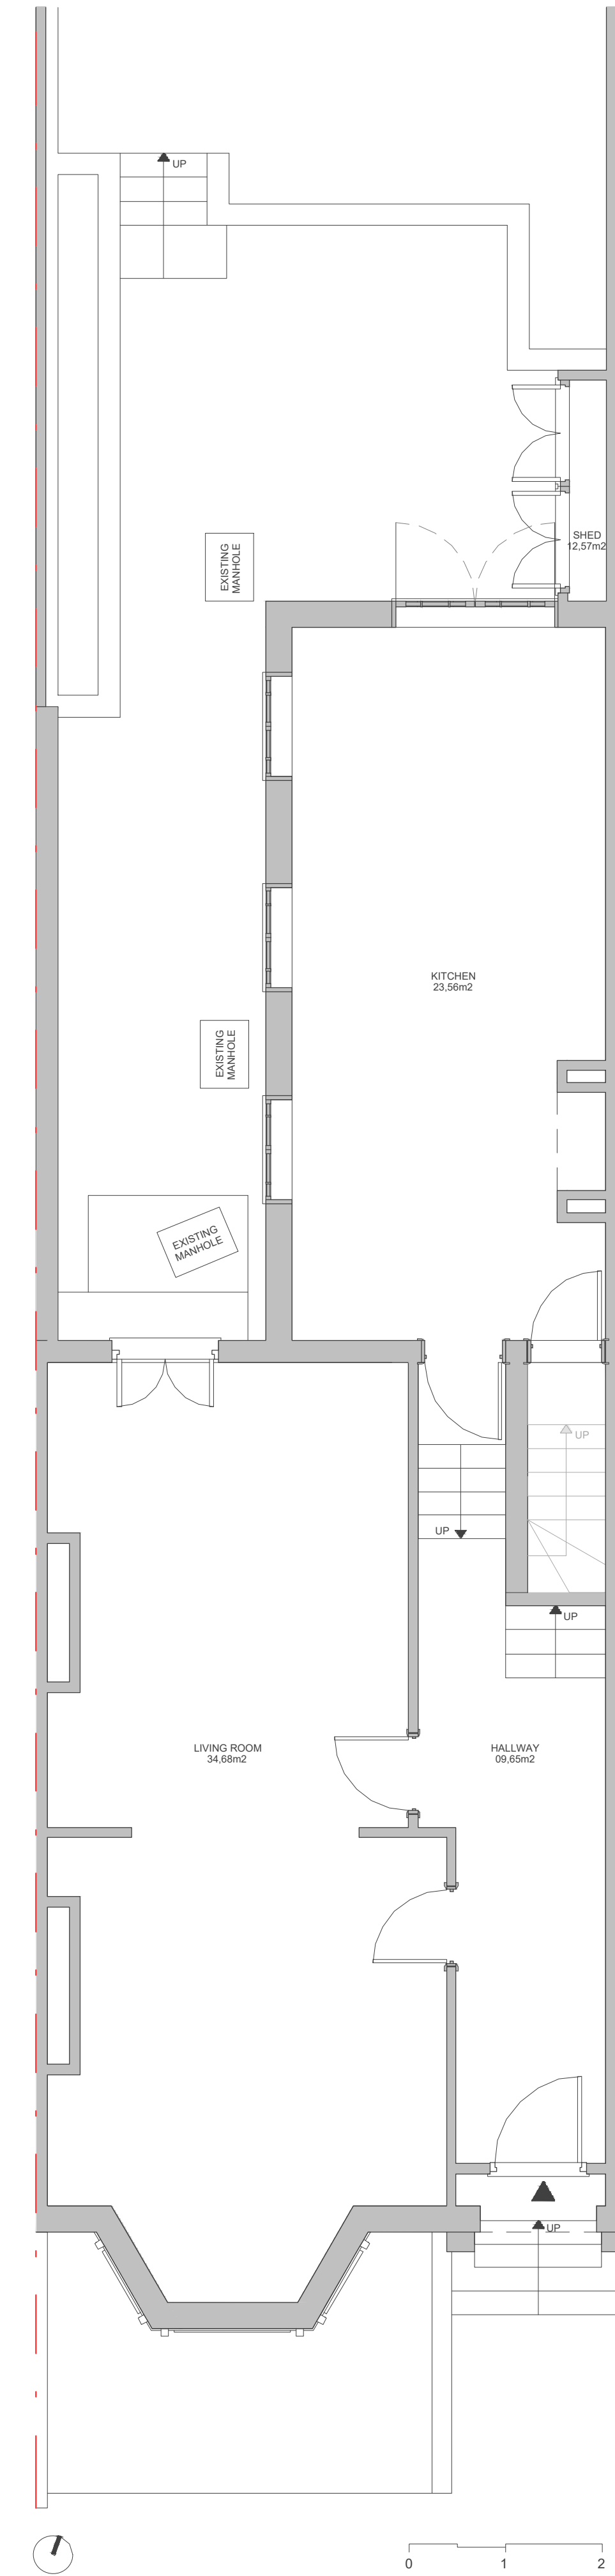 UP
SHED
12,57m2
EXISTING
MANHOLE
KITCHEN
23,56m2
EXISTING
MANHOLE
EXISTING
MANHOLE
UP
UP
UP
LIVING ROOM
34,68m2
HALLWAY
09,65m2
UP
0 1 2